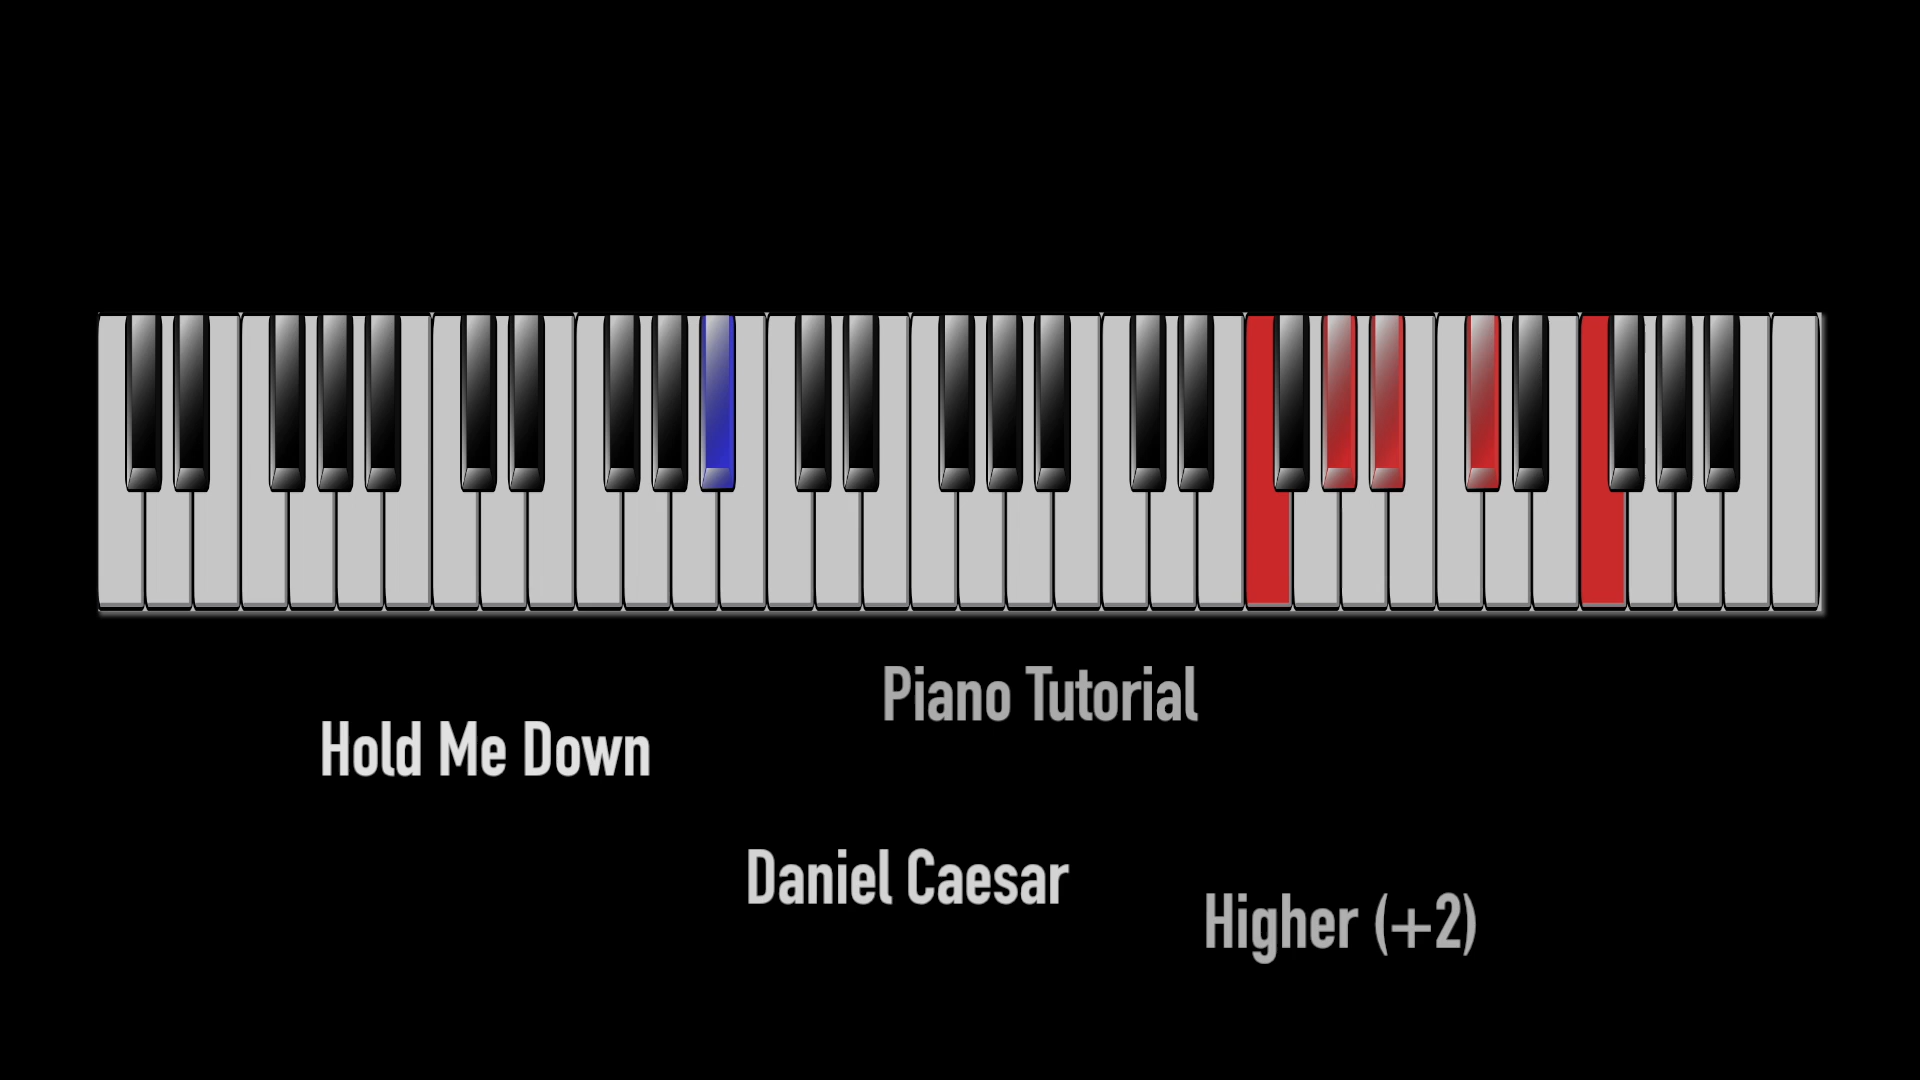 Piano Tutorial
Hold Me Down
Daniel Caesar
Higher (+2)